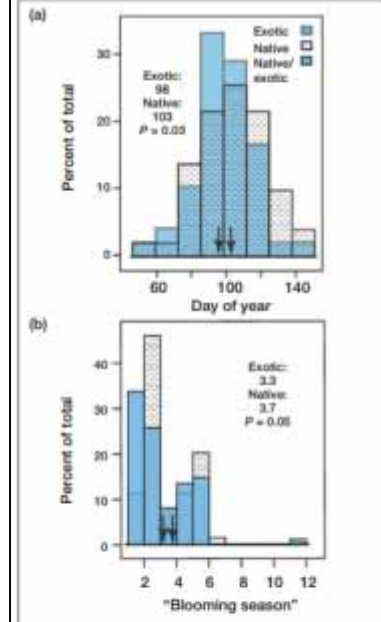 (a)
Exotic
Native
Native/
exotic
Exotic:
98
Native:
103
P = 0.03
Percent of total
30
20
10
0
60
100
140
Day of year
(b)
Exotic:
3.3
Native:
3.7
P = 0.05
Percent of total
40
30
20
10
0
2
4
6
8
10
12
"Blooming season"